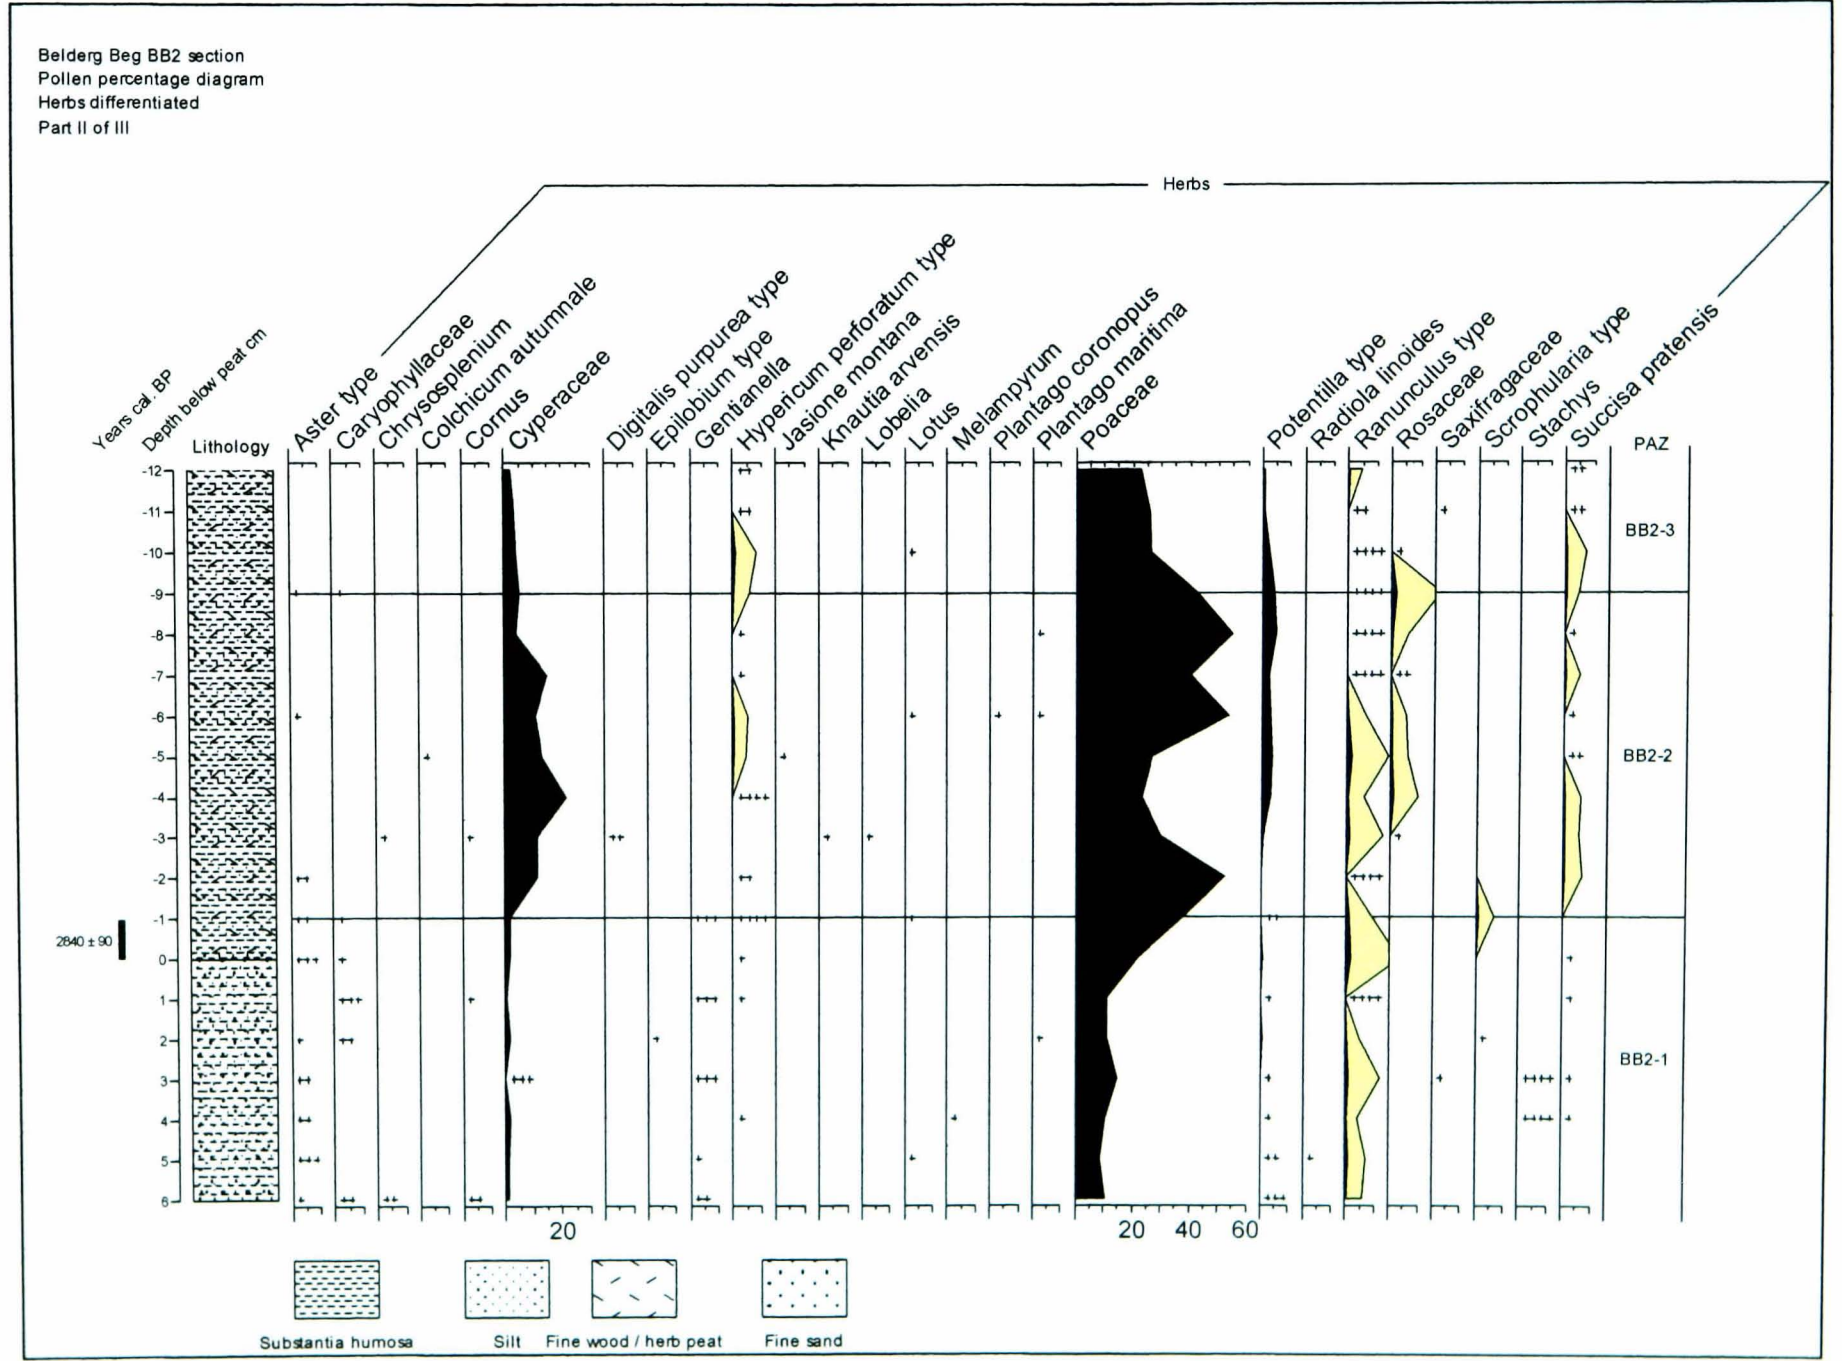 Belderg Beg BB2 section
Pollen percentage diagram
Herbs differentiated
Part II of III
Herbs
Years cal. BP
Depth below peat cm
Lithology
Aster type
Caryophyllaceae
Chrysosplenium
Colchicum autumnale
Cornus
Cyperaceae
Digitalis purpurea type
Epilobium type
Gentianella
Hypericum perforatum type
Jasione montana
Knautia arvensis
Lobelia
Lotus
Melampyrum
Plantago coronopus
Plantago maritima
Poaceae
Potentilla type
Radiola linoides
Ranunculus type
Rosaceae
Saxifragaceae
Scrophularia type
Stachys
Succisa pratensis
PAZ
-12
-11
BB2-3
-10
-9
-8
-7
-6
-5
BB2-2
-4
-3
-2
-1
2840 ± 90
0
1
2
BB2-1
3
4
5
6
20
20 40 60
Substantia humosa
Silt
Fine wood / herb peat
Fine sand